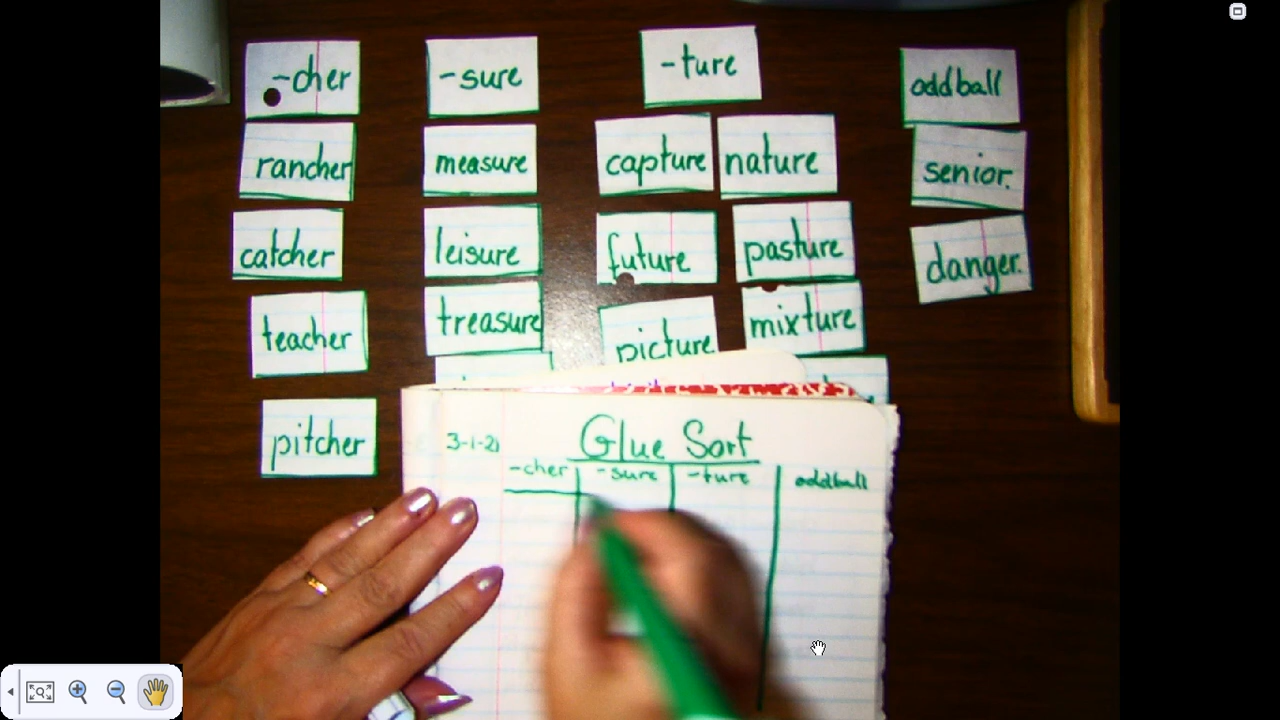 -cher
-sure
-ture
oddball
rancher
measure
capture
nature
senior.
catcher
leisure
future
pasture
danger.
teacher
treasure
picture
mixture
pitcher
3-1-21
Glue Sort
-cher
-sure
-ture
oddball